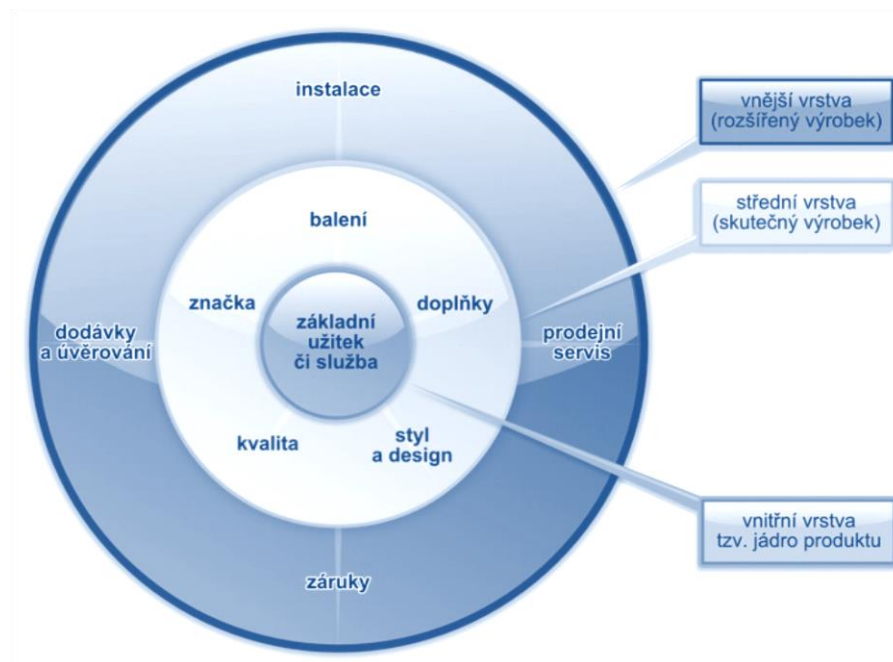 instalace
vnější vrstva
(rozšířený výrobek)
střední vrstva
(skutečný výrobek)
balení
značka
doplňky
základní
užitek
či služba
dodávky
a úvěrování
prodejní
servis
kvalita
styl
a design
vnitřní vrstva
tzv. jádro produktu
záruky